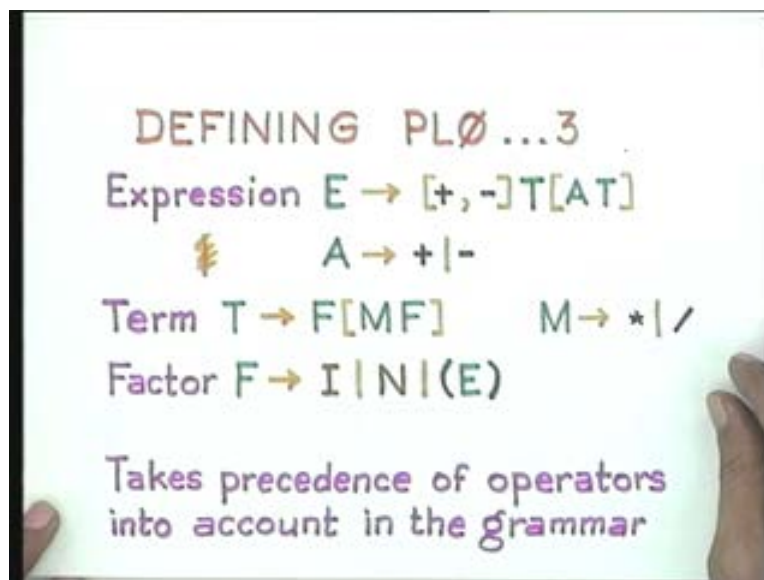 DEFINING PLØ...3
Expression E → [+,-]T[AT]
A → +|-
Term T → F[MF] M → *|/
Factor F → I|N|(E)
Takes precedence of operators
into account in the grammar